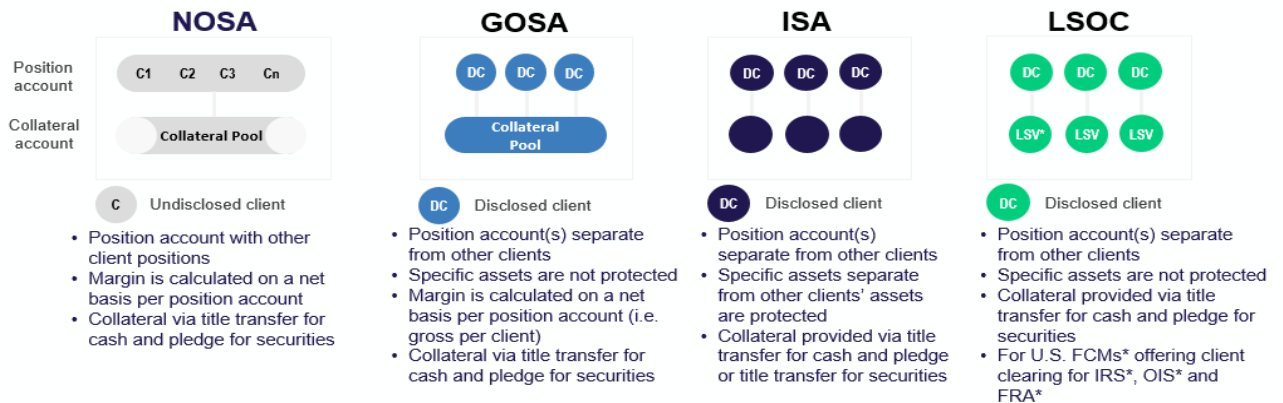 NOSA
GOSA
ISA
LSOC
Position account
C1 C2 C3 Cn
DC DC DC
DC DC DC
DC DC DC
Collateral account
Collateral Pool
Collateral Pool
LSV* LSV LSV
C Undisclosed client
• Position account with other
client positions
• Margin is calculated on a net
basis per position account
• Collateral via title transfer for
cash and pledge for securities
DC Disclosed client
• Position account(s) separate
from other clients
• Specific assets are not protected
• Margin is calculated on a net
basis per position account (i.e.
gross per client)
• Collateral via title transfer for
cash and pledge for securities
DC Disclosed client
• Position account(s)
separate from other clients
• Specific assets separate
from other clients' assets
are protected
• Collateral provided via title
transfer for cash and pledge
or title transfer for securities
DC Disclosed client
• Position account(s) separate
from other clients
• Specific assets are not protected
• Collateral provided via title
transfer for cash and pledge for
securities
• For U.S. FCMs* offering client
clearing for IRS*, OIS* and
FRA*